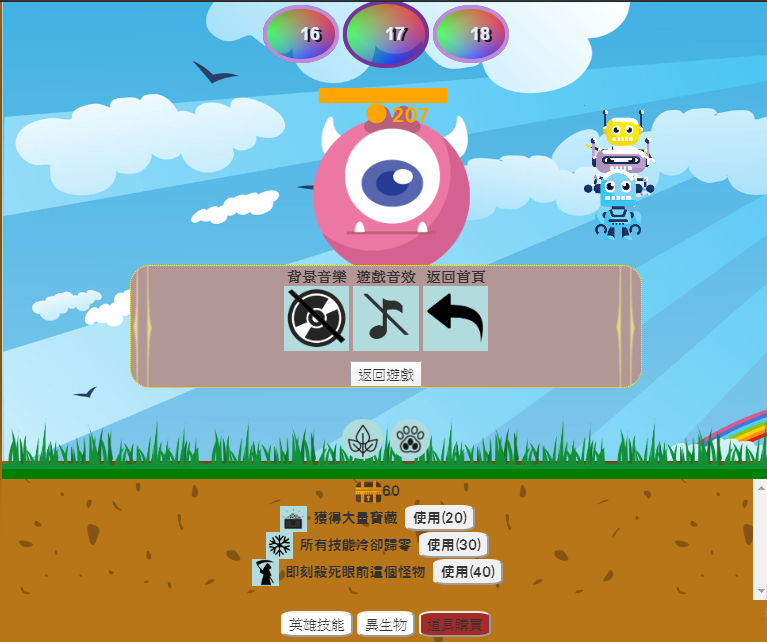 16 17 18
207
背景音樂 遊戲音效 返回首頁
返回遊戲
60
獲得大量寶藏 使用(20)
所有技能冷卻歸零 使用(30)
即刻殺死眼前這個怪物 使用(40)
英雄技能 異生物 道具購買